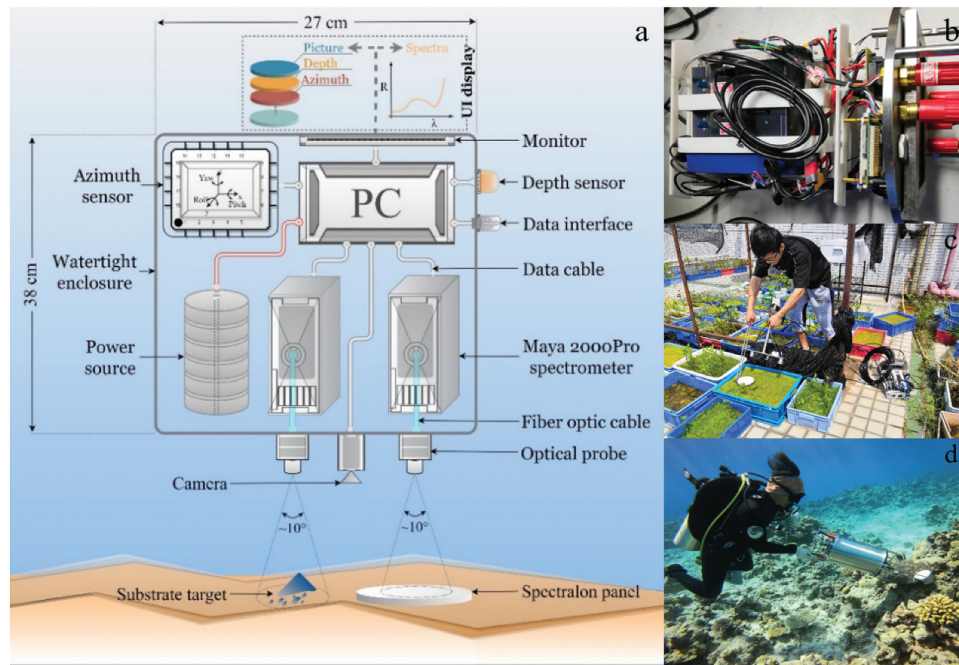 27 cm
a
Picture
Spectra
Depth
Azimuth
R
λ
UI display
38 cm
Monitor
Azimuth
sensor
Yaw
Roll
Pitch
PC
Depth sensor
Data interface
Watertight
enclosure
Data cable
Power
source
Maya 2000Pro
spectrometer
Fiber optic cable
Optical probe
Camera
~10°
~10°
Substrate target
Spectralon panel
b
c
d